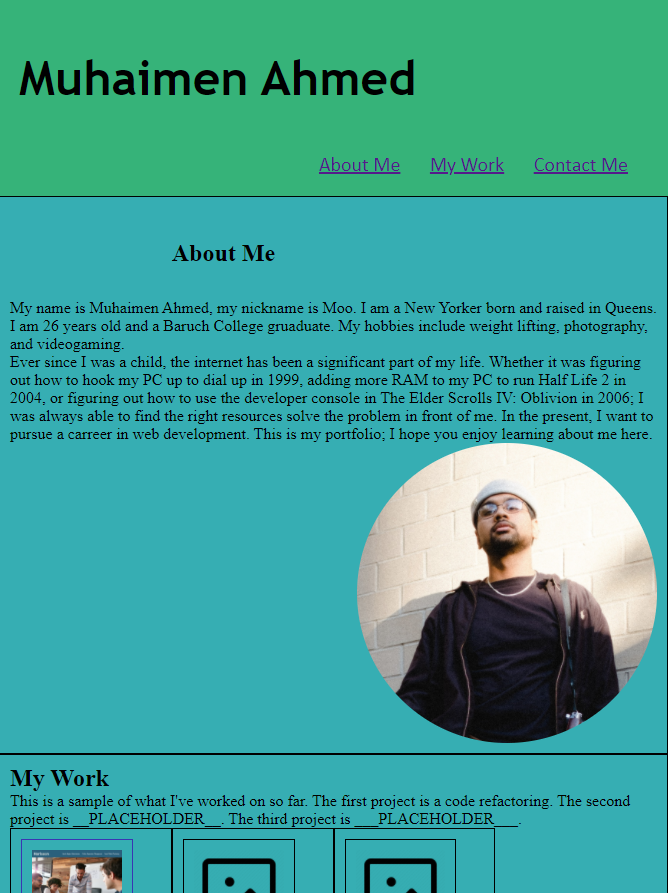 Muhaimen Ahmed
About Me My Work Contact Me
About Me
My name is Muhaimen Ahmed, my nickname is Moo. I am a New Yorker born and raised in Queens.
I am 26 years old and a Baruch College gruaduate. My hobbies include weight lifting, photography,
and videogaming.
Ever since I was a child, the internet has been a significant part of my life. Whether it was figuring
out how to hook my PC up to dial up in 1999, adding more RAM to my PC to run Half Life 2 in
2004, or figuring out how to use the developer console in The Elder Scrolls IV: Oblivion in 2006; I
was always able to find the right resources solve the problem in front of me. In the present, I want to
pursue a carreer in web development. This is my portfolio; I hope you enjoy learning about me here.
My Work
This is a sample of what I've worked on so far. The first project is a code refactoring. The second
project is __PLACEHOLDER__. The third project is ___PLACEHOLDER___.